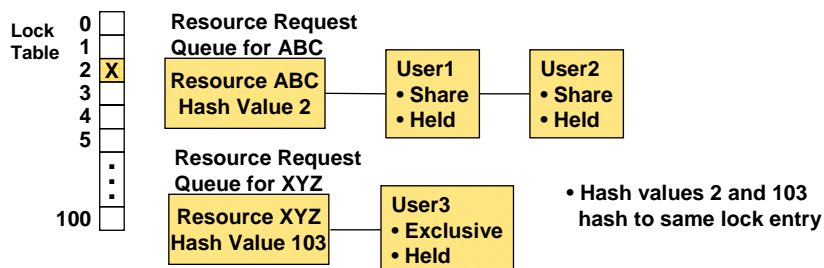 Lock
Table
0
1
2
X
3
4
5
100
Resource Request
Queue for ABC
Resource ABC
Hash Value 2
User1
• Share
• Held
User2
• Share
• Held
Resource Request
Queue for XYZ
Resource XYZ
Hash Value 103
User3
• Exclusive
• Held
• Hash values 2 and 103
hash to same lock entry